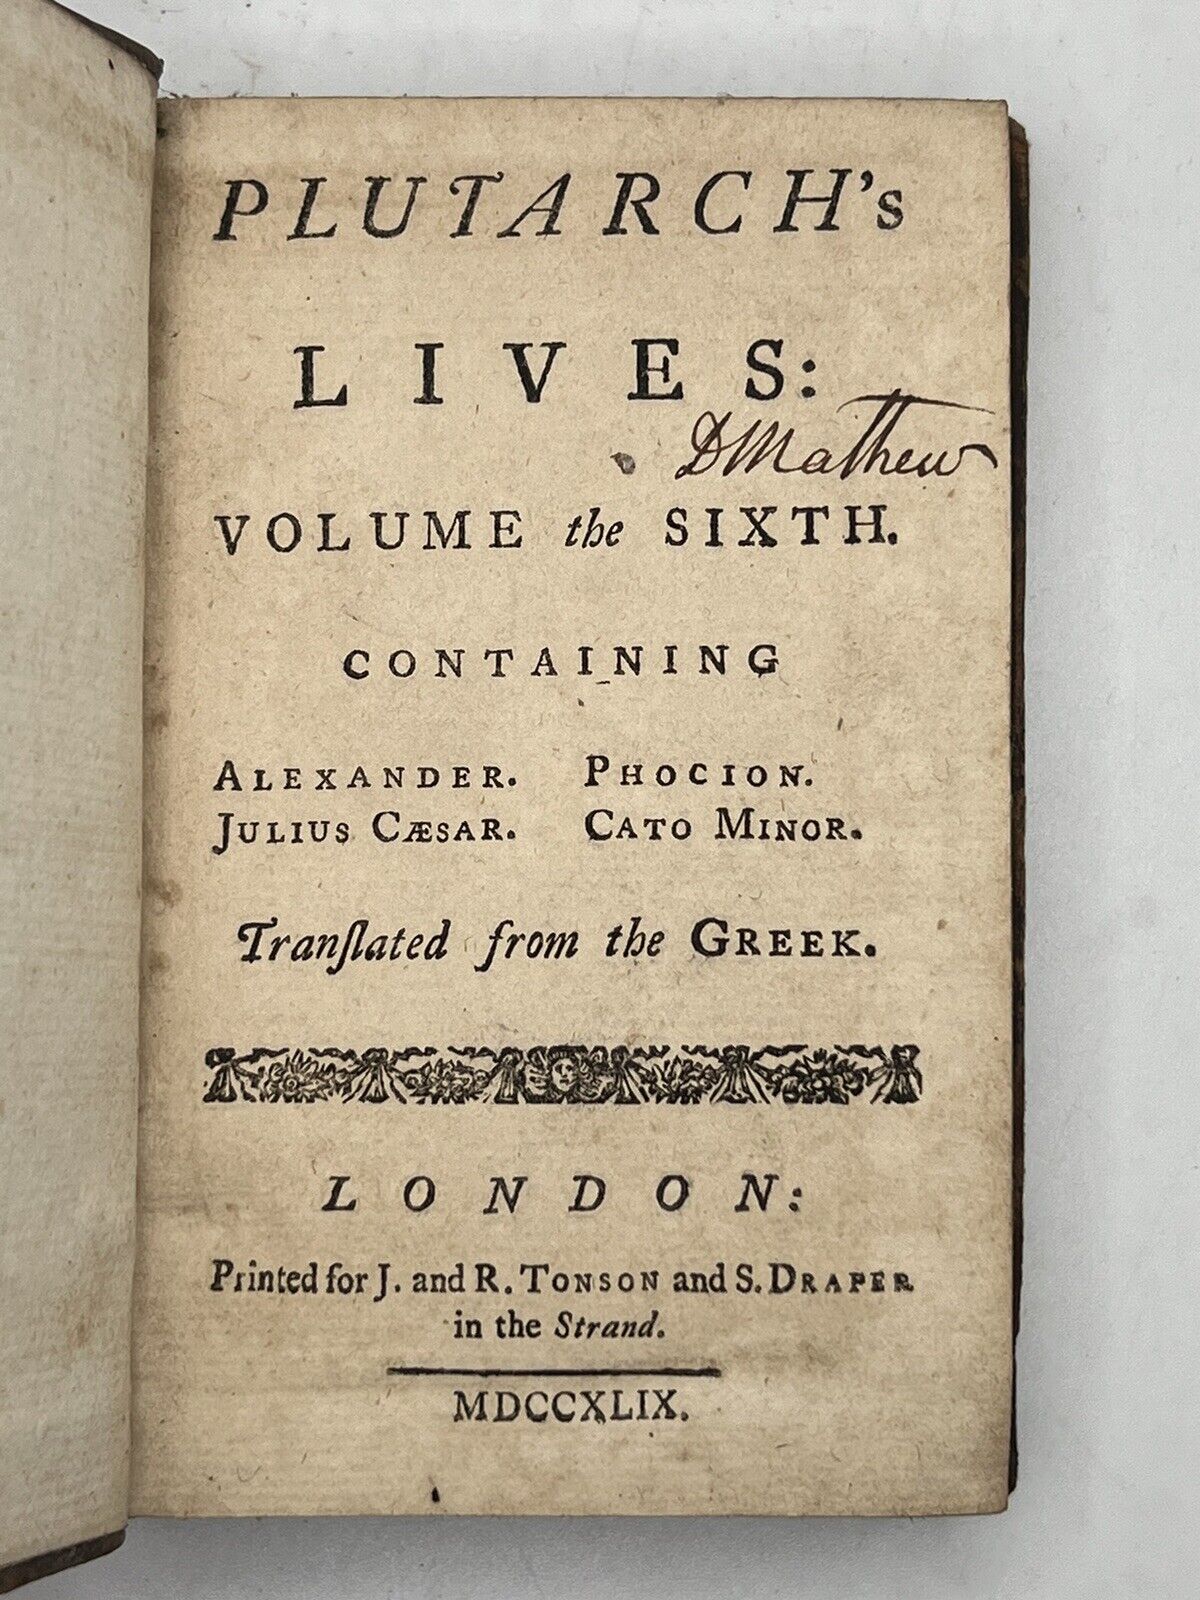 PLUTARCH's
LIVES:
D Mathew
VOLUME the SIXTH.
CONTAINING
ALEXANDER. PHOCION.
JULIUS CÆSAR. CATO MINOR.
Tranſlated from the GREEK.
LONDON:
Printed for J. and R. TONSON and S. DRAPER
in the Strand.
MDCCXLIX.